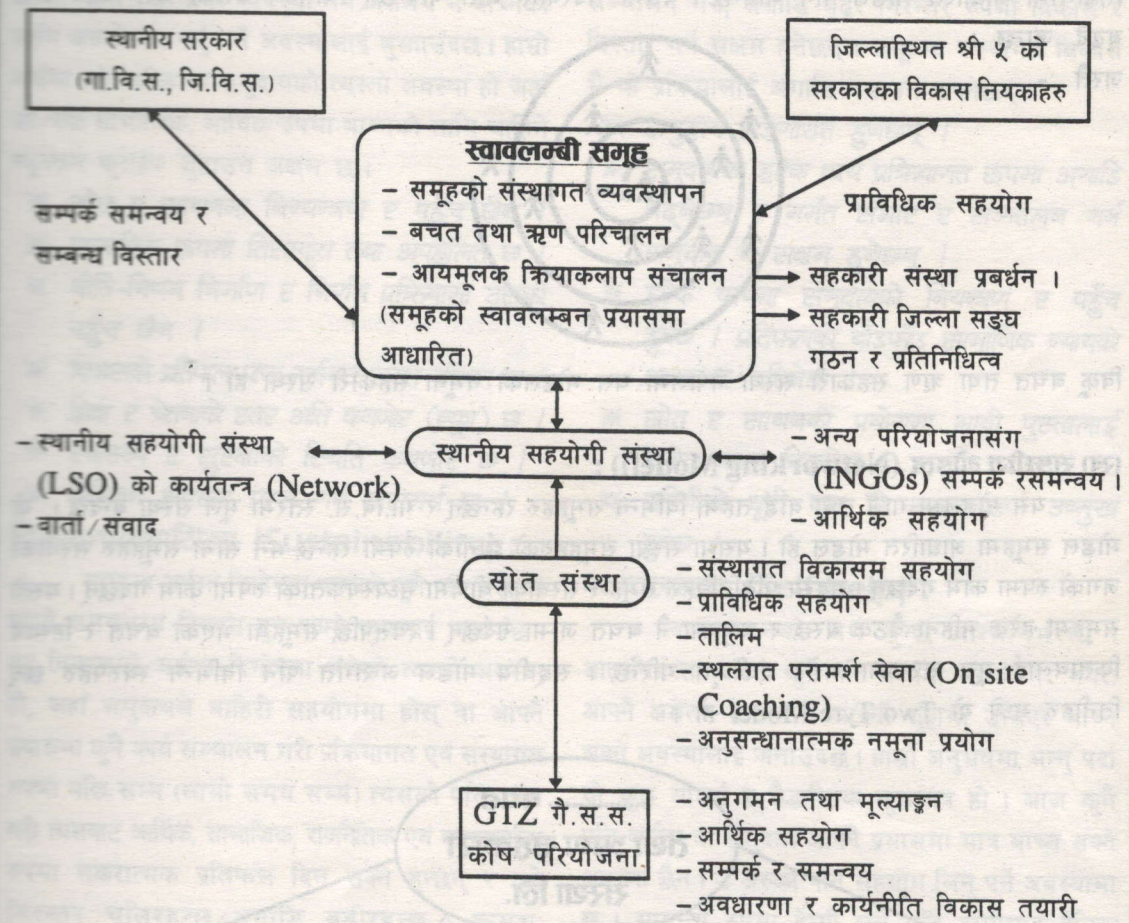 स्थानीय सरकार
(गा.वि.स., जि.वि.स.)
जिल्लास्थित श्री ५ को
सरकारका विकास नियकाहरु
स्वावलम्बी समूह
– समूहको संस्थागत व्यवस्थापन
– बचत तथा ऋण परिचालन
– आयमूलक क्रियाकलाप संचालन
(समूहको स्वावलम्बन प्रयासमा
आधारित)
सम्पर्क समन्वय र
सम्बन्ध विस्तार
प्राविधिक सहयोग
सहकारी संस्था प्रबर्धन ।
सहकारी जिल्ला सङ्घ
गठन र प्रतिनिधित्व
– स्थानीय सहयोगी संस्था
(LSO) को कार्यतन्त्र (Network)
– वार्ता/संवाद
स्थानीय सहयोगी संस्था
– अन्य परियोजनासंग
(INGOs) सम्पर्क रसमन्वय ।
– आर्थिक सहयोग
स्रोत संस्था
– संस्थागत विकासम सहयोग
– प्राविधिक सहयोग
– तालिम
– स्थलगत परामर्श सेवा (On site
Coaching)
– अनुसन्धानात्मक नमूना प्रयोग
GTZ गै.स.स.
कोष परियोजना
– अनुगमन तथा मूल्याङ्कन
– आर्थिक सहयोग
– सम्पर्क र समन्वय
– अवधारणा र कार्यनीति विकास तयारी